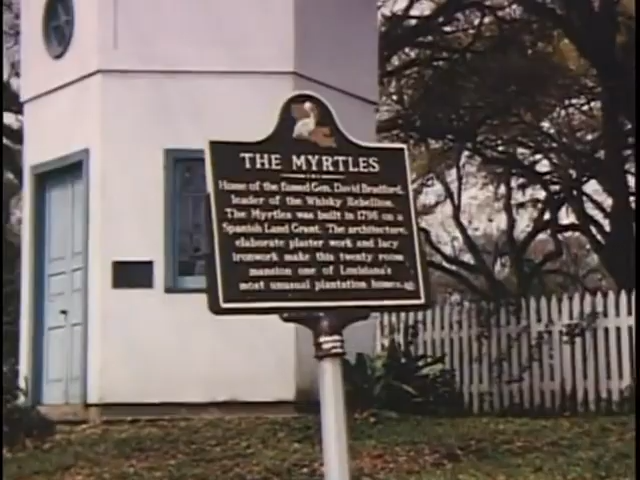 THE MYRTLES
Home of the famed Gen. David Bradford,
leader of the Whisky Rebellion.
The Myrtles was built in 1796 on a
Spanish Land Grant. The architecture,
elaborate plaster work and lacy
ironwork make this twenty room
mansion one of Louisiana's
most unusual plantation homes.